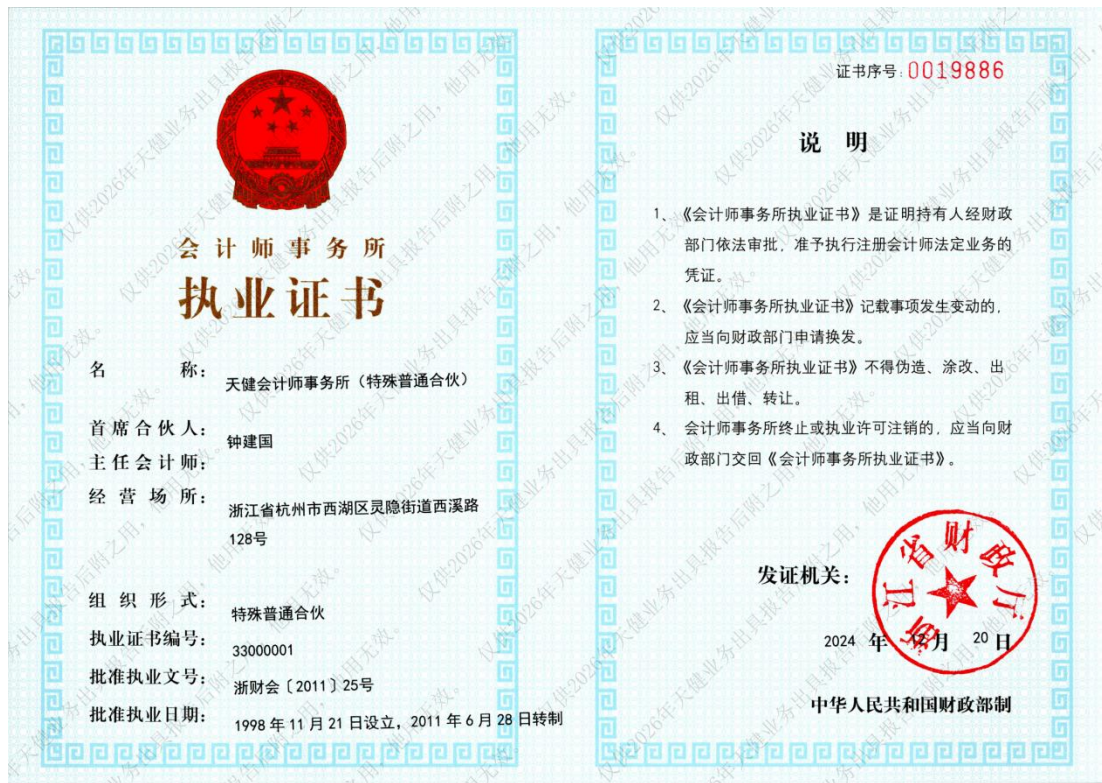 会计师事务所
执业证书
名 称： 天健会计师事务所（特殊普通合伙）
首席合伙人： 钟建国
主任会计师：
经营场所： 浙江省杭州市西湖区灵隐街道西溪路
128号
组织形式： 特殊普通合伙
执业证书编号： 33000001
批准执业文号： 浙财会〔2011〕25号
批准执业日期： 1998年11月21日设立，2011年6月28日转制
证书序号：0019886
说 明
1、《会计师事务所执业证书》是证明持有人经财政
部门依法审批，准予执行注册会计师法定业务的
凭证。
2、《会计师事务所执业证书》记载事项发生变动的，
应当向财政部门申请换发。
3、《会计师事务所执业证书》不得伪造、涂改、出
租、出借、转让。
4、会计师事务所终止或执业许可注销的，应当向财
政部门交回《会计师事务所执业证书》。
发证机关：
浙江省财政厅
2024年12月20日
中华人民共和国财政部制
仅供2026年天健业务出具报告后附之用，他用无效。